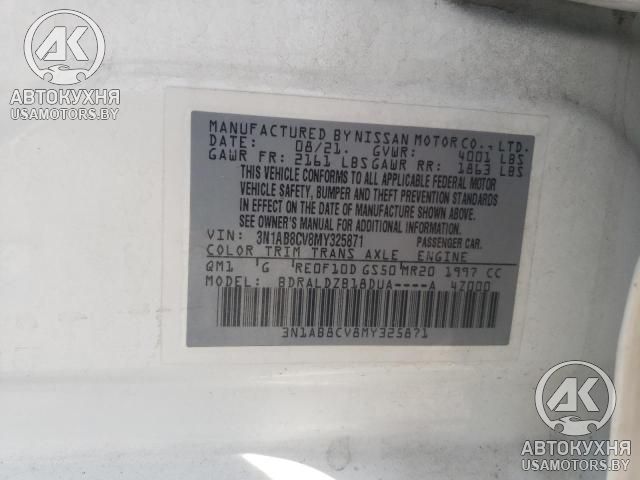 АК
АВТОКУХНЯ
USAMOTORS.BY
MANUFACTURED BY NISSAN MOTOR CO., LTD.
DATE: 08/21. GVWR: 4001 LBS
GAWR FR: 2161 LBS GAWR RR: 1863 LBS
THIS VEHICLE CONFORMS TO ALL APPLICABLE FEDERAL MOTOR
VEHICLE SAFETY, BUMPER AND THEFT PREVENTION STANDARDS
IN EFFECT ON THE DATE OF MANUFACTURE SHOWN ABOVE.
SEE OWNER'S MANUAL FOR ADDITIONAL INFORMATION
VIN: 3N1AB8CV8MY325871 PASSENGER CAR.
COLOR TRIM TRANS AXLE ENGINE
QM1 G RE0F10D GS50 MR20 1997 CC
MODEL: BDRALDZB18DUA----A 4Z000
3N1AB8CV8MY325871
АК
АВТОКУХНЯ
USAMOTORS.BY